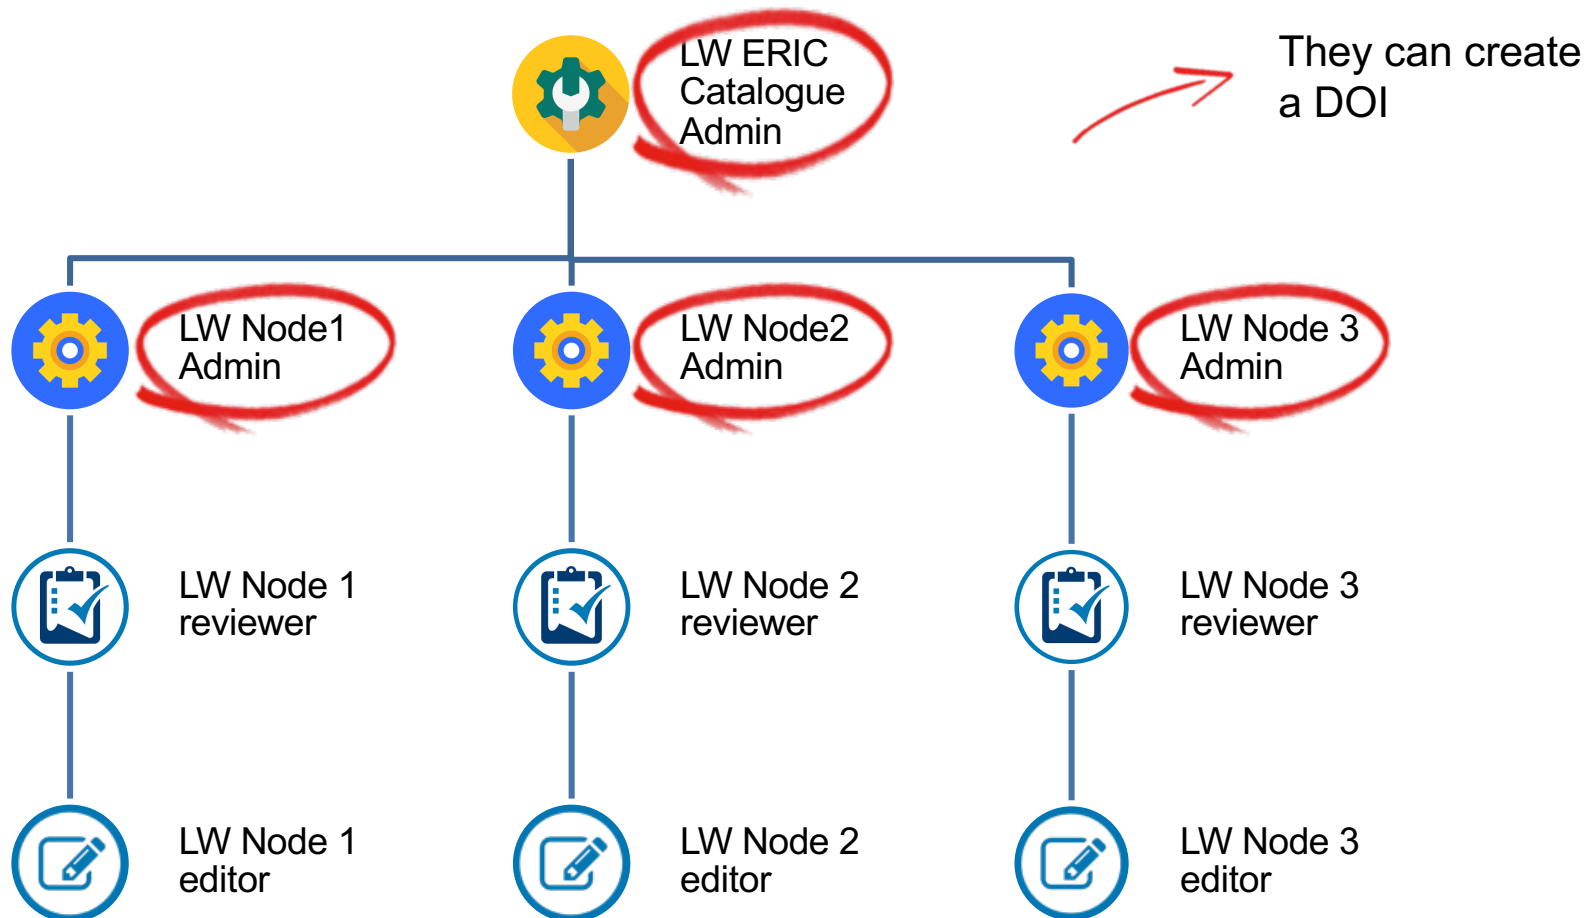 LW ERIC
Catalogue
Admin
They can create
a DOI
LW Node1
Admin
LW Node2
Admin
LW Node 3
Admin
LW Node 1
reviewer
LW Node 2
reviewer
LW Node 3
reviewer
LW Node 1
editor
LW Node 2
editor
LW Node 3
editor